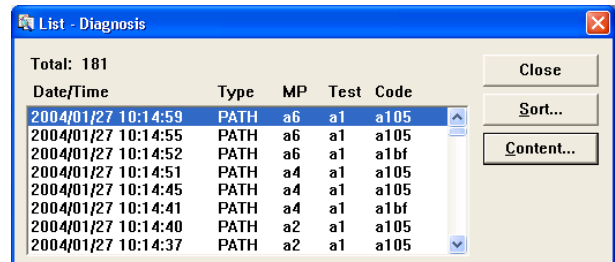 List - Diagnosis
Total: 181
Close
Date/Time Type MP Test Code
Sort...
2004/01/27 10:14:59 PATH a6 a1 a105
2004/01/27 10:14:55 PATH a6 a1 a105
Content...
2004/01/27 10:14:52 PATH a6 a1 a1bf
2004/01/27 10:14:51 PATH a4 a1 a105
2004/01/27 10:14:45 PATH a4 a1 a105
2004/01/27 10:14:41 PATH a4 a1 a1bf
2004/01/27 10:14:40 PATH a2 a1 a105
2004/01/27 10:14:37 PATH a2 a1 a105